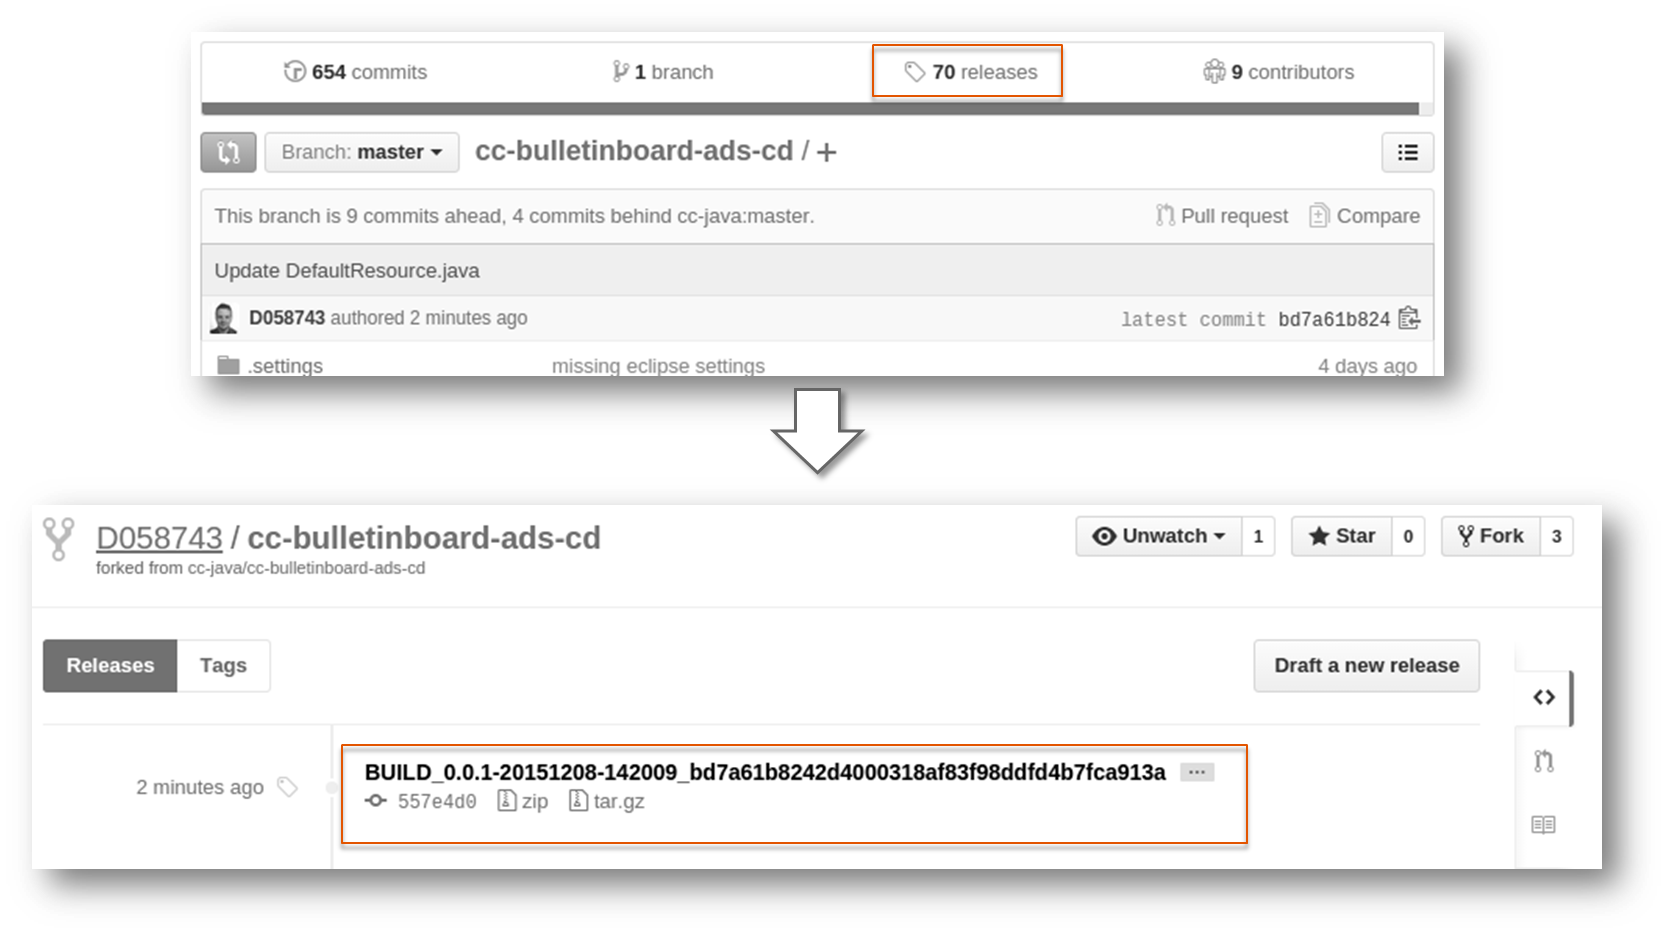 654 commits 1 branch 70 releases 9 contributors
Branch: master cc-bulletinboard-ads-cd / +
This branch is 9 commits ahead, 4 commits behind cc-java:master. Pull request Compare
Update DefaultResource.java
D058743 authored 2 minutes ago latest commit bd7a61b824
.settings missing eclipse settings 4 days ago
D058743 / cc-bulletinboard-ads-cd Unwatch 1 Star 0 Fork 3
forked from cc-java/cc-bulletinboard-ads-cd
Releases Tags Draft a new release
BUILD_0.0.1-20151208-142009_bd7a61b8242d4000318af83f98ddfd4b7fca913a ...
2 minutes ago
557e4d0 zip tar.gz